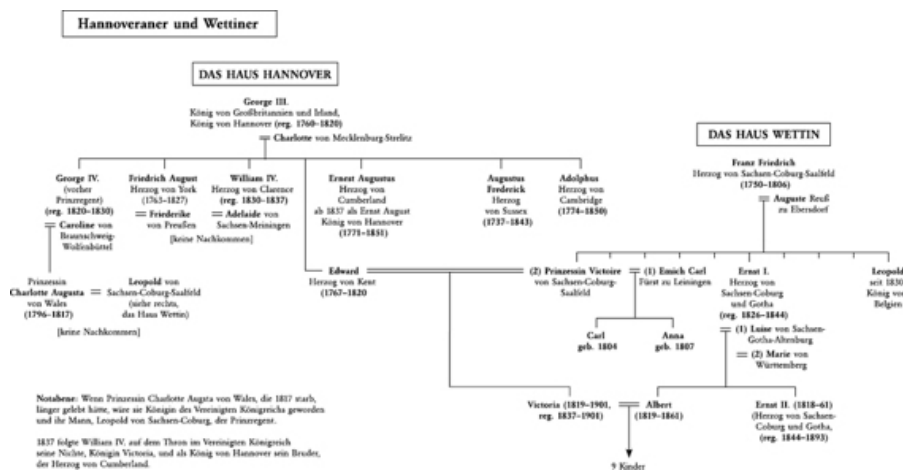 Hannoveraner und Wettiner
DAS HAUS HANNOVER
George III.
König von Großbritannien und Irland,
König von Hannover (reg. 1760–1820)
Charlotte von Mecklenburg-Strelitz
George IV.
(vorher
Prinzregent)
(reg. 1820–1830)
Caroline von
Braunschweig-
Wolfenbüttel
Friedrich August
Herzog von York
(1763–1827)
Friederike
von Preußen
William IV.
Herzog von Clarence
(reg. 1830–1837)
Adelaide von
Sachsen-Meiningen
[keine Nachkommen]
Ernest Augustus
Herzog von
Cumberland
ab 1837 als Ernst August
König von Hannover
(1771–1851)
Augustus
Frederick
Herzog
von Sussex
(1737–1843)
Adolphus
Herzog von
Cambridge
(1774–1850)
DAS HAUS WETTIN
Franz Friedrich
Herzog von Sachsen-Coburg-Saalfeld
(1750–1806)
Auguste Reuß
zu Ebersdorf
Prinzessin
Charlotte Augusta
von Wales
(1796–1817)
Leopold von
Sachsen-Coburg-Saalfeld
(siehe rechts,
das Haus Wettin)
[keine Nachkommen]
Edward
Herzog von Kent
(1767–1820
(2) Prinzessin Victoire
von Sachsen-Coburg-
Saalfeld
(1) Emich Carl
Fürst zu Leiningen
Ernst I.
Herzog von
Sachsen-Coburg
und Gotha
(reg. 1826–1844)
(1) Luise von Sachsen-
Gotha-Altenburg
(2) Marie von
Württemberg
Leopold
seit 1830
König von
Belgien
Carl
geb. 1804
Anna
geb. 1807
Victoria (1819–1901,
reg. 1837–1901)
Albert
(1819–1861)
Ernst II. (1818–61)
(Herzog von Sachsen-
Coburg und Gotha,
(reg. 1844–1893)
9 Kinder
Notabene: Wenn Prinzessin Charlotte Augsta von Wales, die 1817 starb,
länger gelebt hätte, wäre sie Königin des Vereinigten Königreichs geworden
und ihr Mann, Leopold von Sachsen-Coburg, der Prinzregent.
1837 folgte William IV. auf dem Thron im Vereinigten Königreich
seine Nichte, Königin Victoria, und als König von Hannover sein Bruder,
der Herzog von Cumberland.